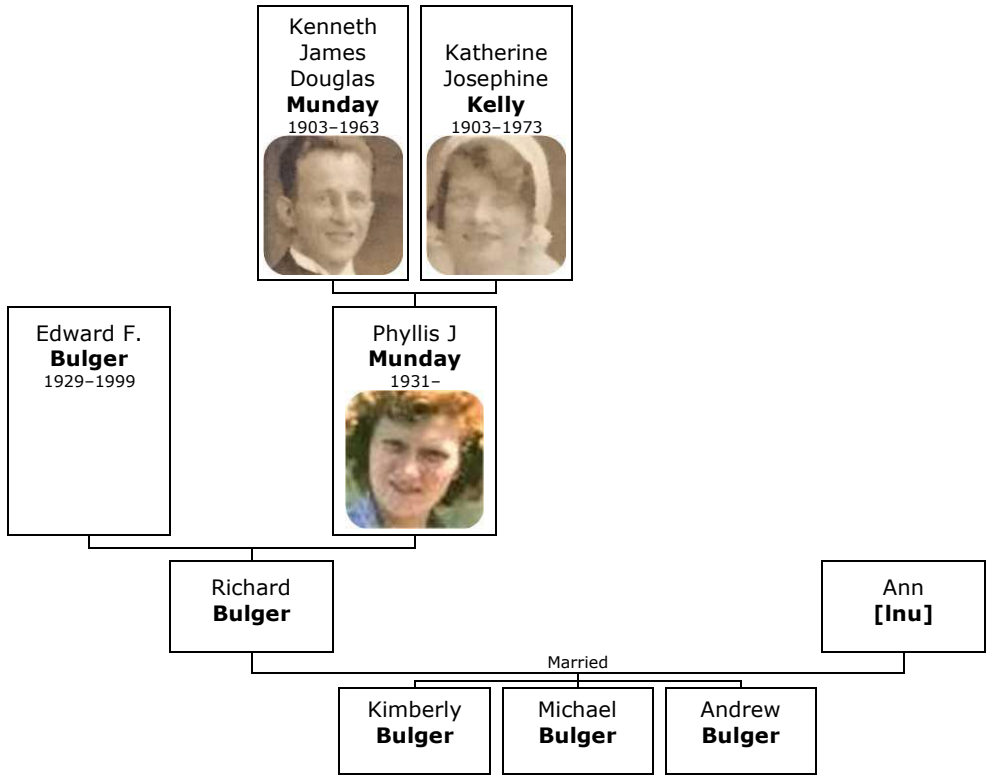 Kenneth
James
Douglas
Munday
1903–1963
Katherine
Josephine
Kelly
1903–1973
Edward F.
Bulger
1929–1999
Phyllis J
Munday
1931–
Richard
Bulger
Ann
[lnu]
Married
Kimberly
Bulger
Michael
Bulger
Andrew
Bulger